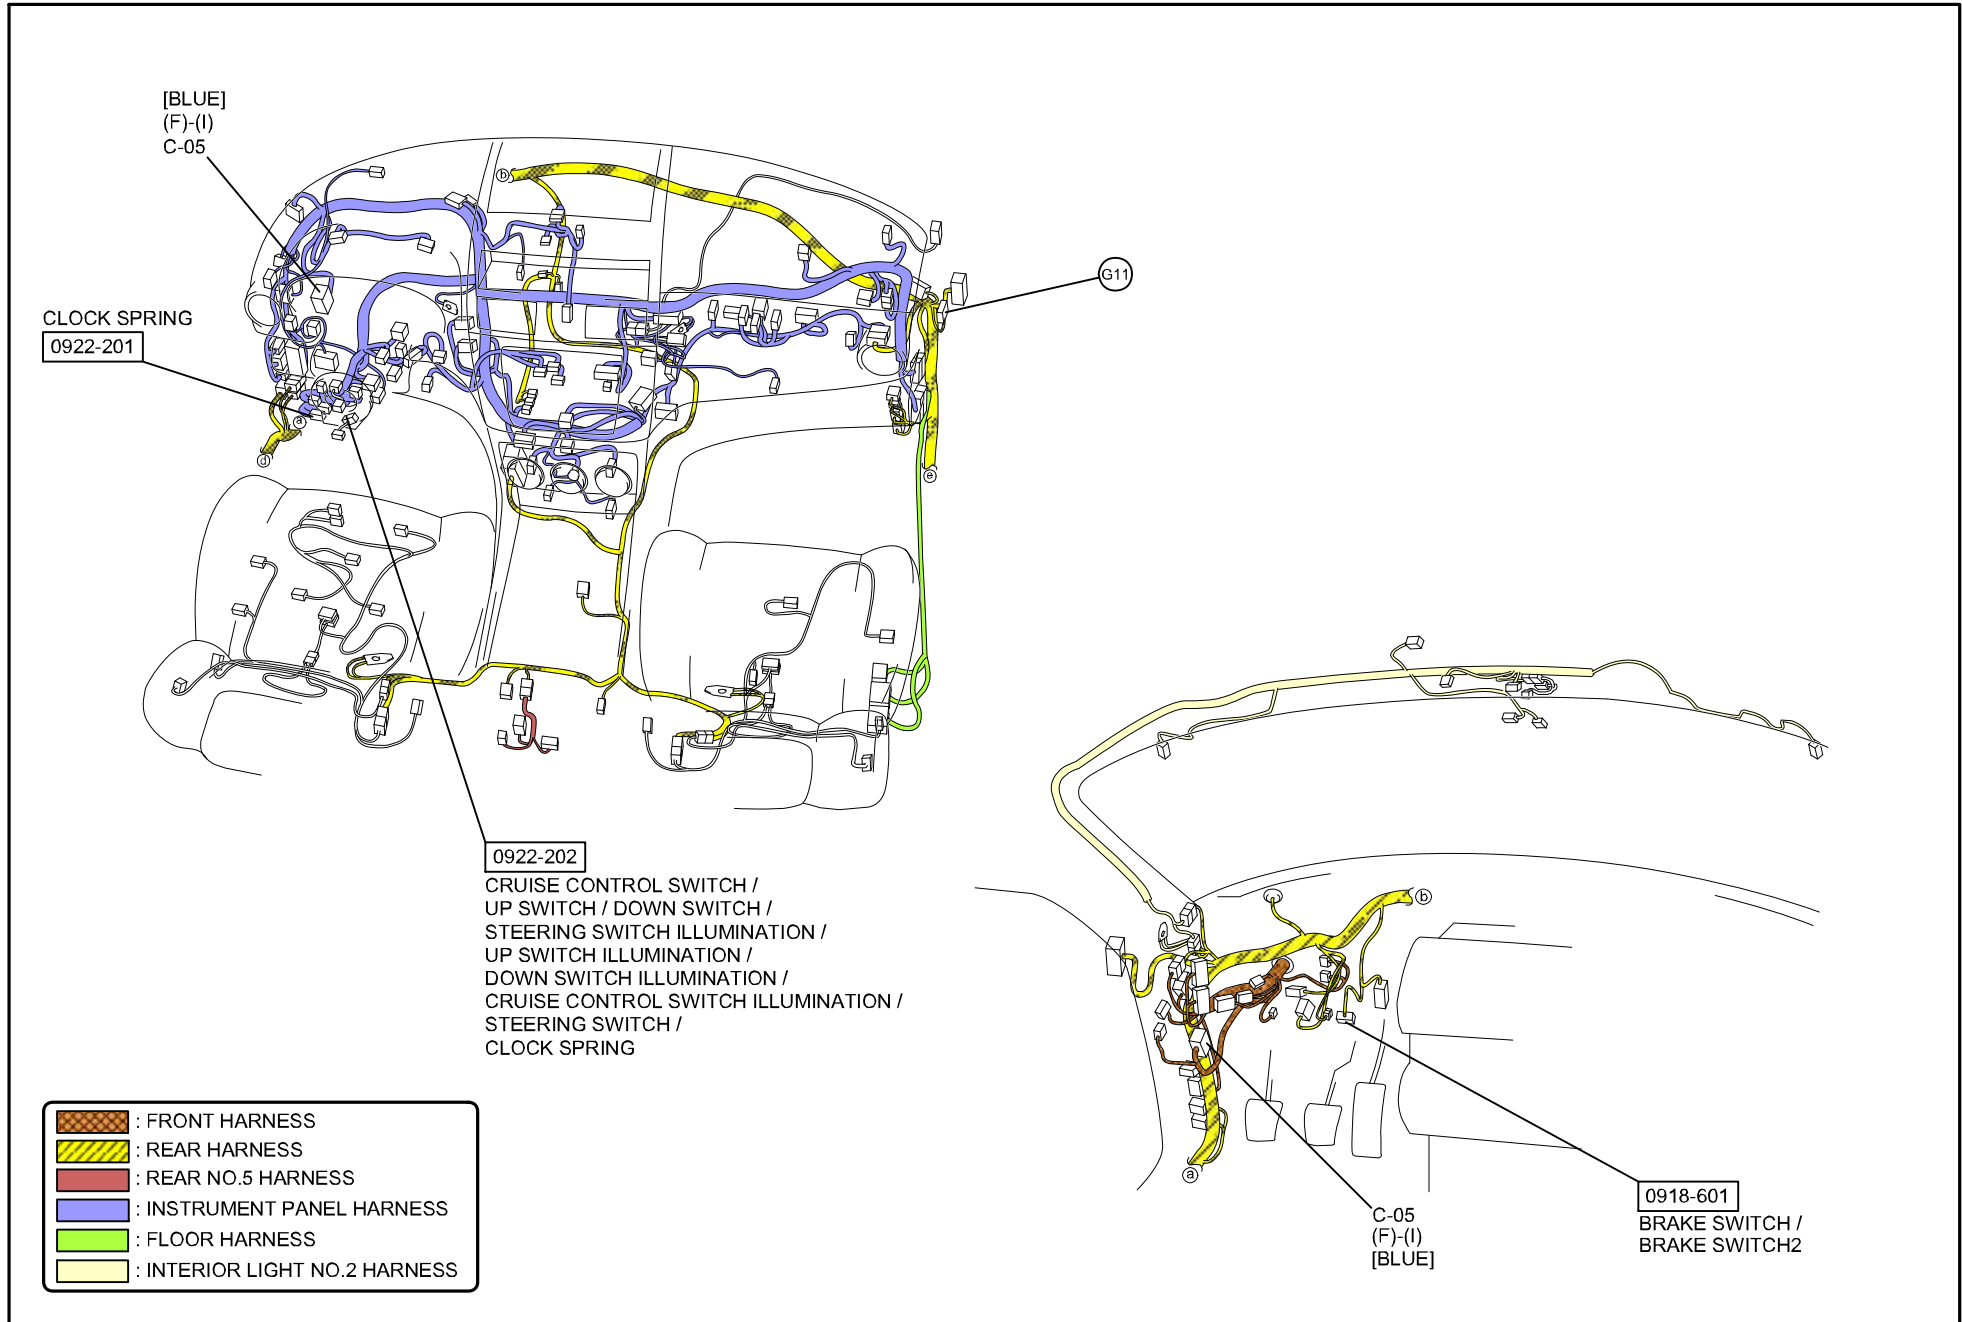 [BLUE]
(F)-(I)
C-05
b
G11
CLOCK SPRING
0922-201
a
d
e
0922-202
CRUISE CONTROL SWITCH /
UP SWITCH / DOWN SWITCH /
STEERING SWITCH ILLUMINATION /
UP SWITCH ILLUMINATION /
DOWN SWITCH ILLUMINATION /
CRUISE CONTROL SWITCH ILLUMINATION /
STEERING SWITCH /
CLOCK SPRING
b
a
C-05
(F)-(I)
[BLUE]
0918-601
BRAKE SWITCH /
BRAKE SWITCH2
: FRONT HARNESS
: REAR HARNESS
: REAR NO.5 HARNESS
: INSTRUMENT PANEL HARNESS
: FLOOR HARNESS
: INTERIOR LIGHT NO.2 HARNESS